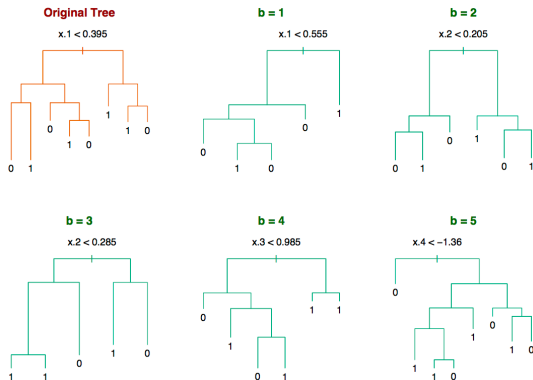 Original Tree
x.1 < 0.395
0 1 0 1 0 1 1 0
b = 1
x.1 < 0.555
0 1 0 0 1
b = 2
x.2 < 0.205
0 1 0 1 0 1
b = 3
x.2 < 0.285
1 1 0 1 0
b = 4
x.3 < 0.985
0 1 0 1 1 1
b = 5
x.4 < −1.36
0 1 1 0 1 0 1 0